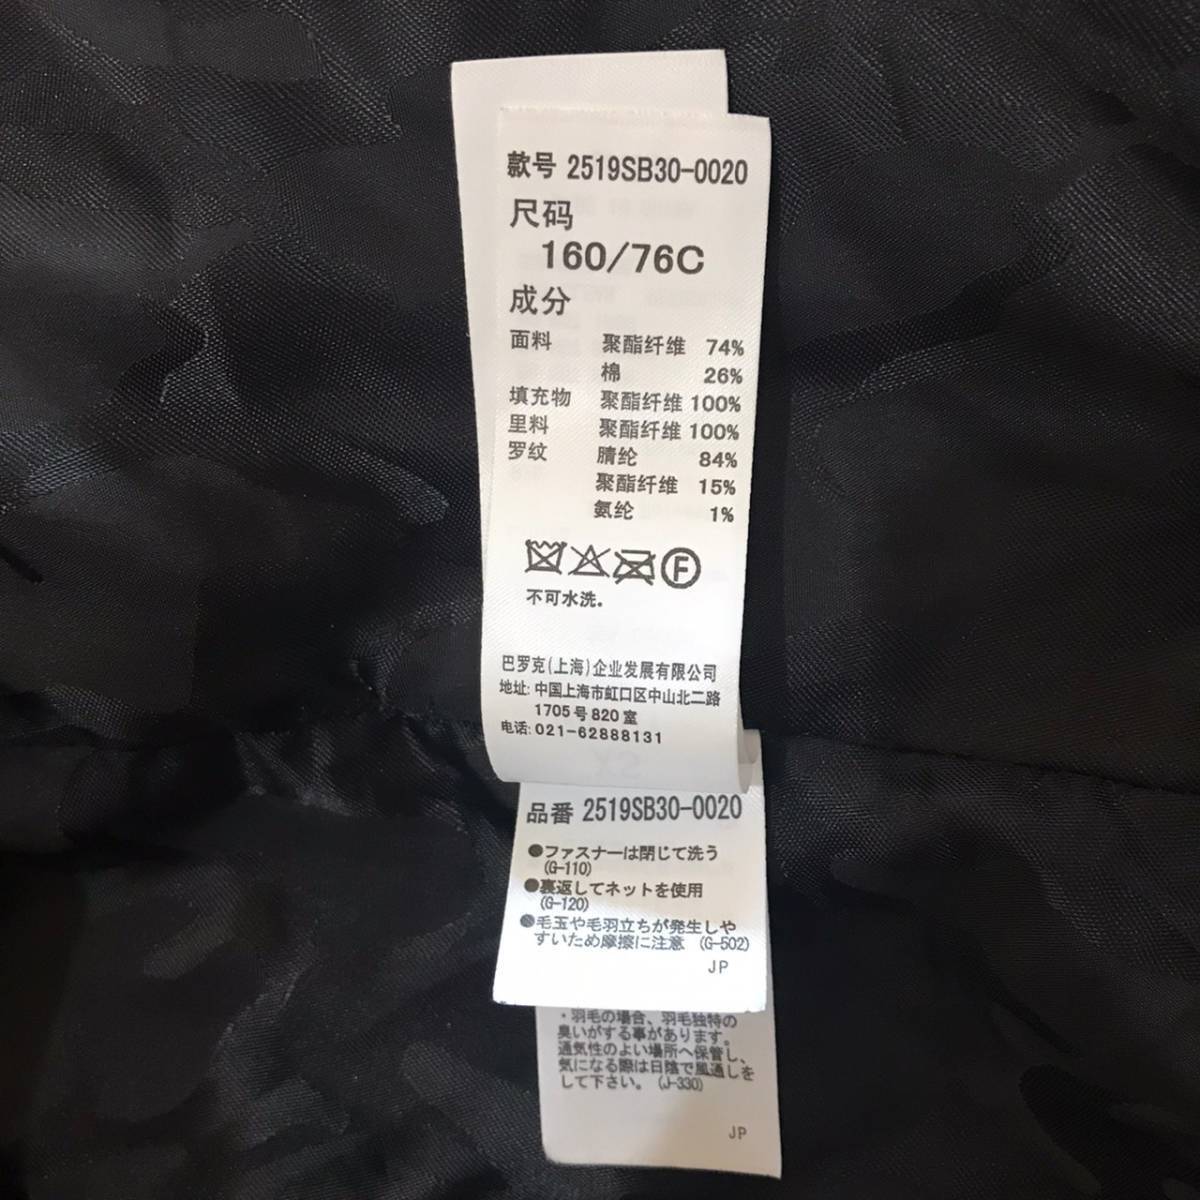 款号 2519SB30-0020
尺码
160/76C
成分
面料 聚酯纤维 74%
棉 26%
填充物 聚酯纤维 100%
里料 聚酯纤维 100%
罗纹 腈纶 84%
聚酯纤维 15%
氨纶 1%
F
不可水洗.
巴罗克(上海)企业发展有限公司
地址: 中国上海市虹口区中山北二路
1705号820室
电话: 021-62888131
品番 2519SB30-0020
●ファスナーは閉じて洗う
(G-110)
●裏返してネットを使用
(G-120)
●毛玉や毛羽立ちが発生しや
すいため摩擦に注意 (G-502)
JP
・羽毛の場合、羽毛独特の
臭いがする事があります。
通気性のよい場所へ保管し、
気になる際は日陰で風通しを
して下さい。(J-330)
JP